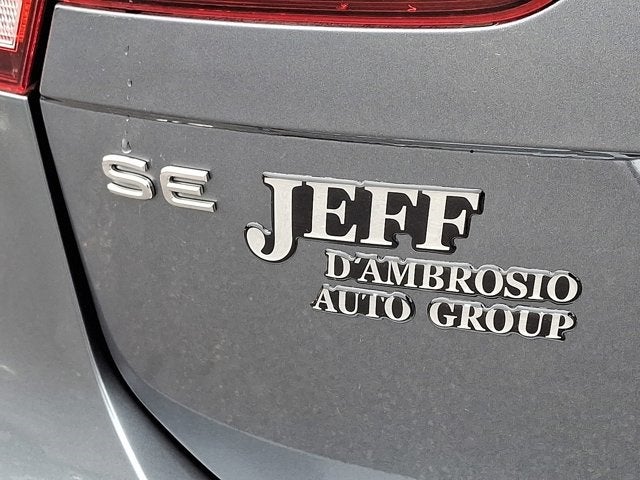 SE
JEFF
D'AMBROSIO
AUTO GROUP